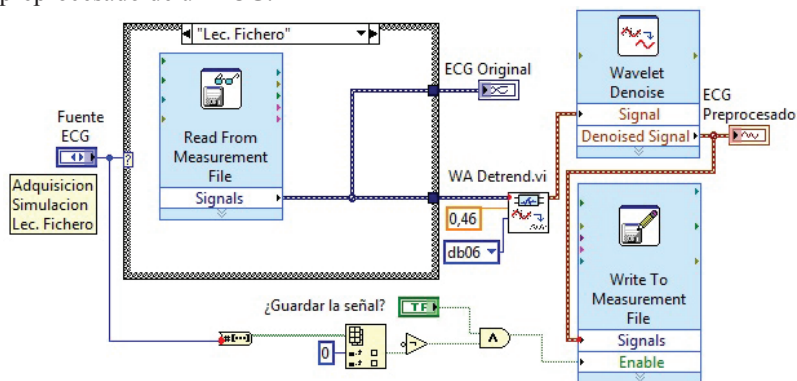 "Lec. Fichero"
Read From
Measurement
File
Signals
Fuente
ECG
?
Adquisicion
Simulacion
Lec. Fichero
ECG Original
WA Detrend.vi
0,46
db06
Wavelet
Denoise
Signal
Denoised Signal
ECG
Preprocesado
Write To
Measurement
File
Signals
Enable
¿Guardar la señal?
TF
#[...]
0